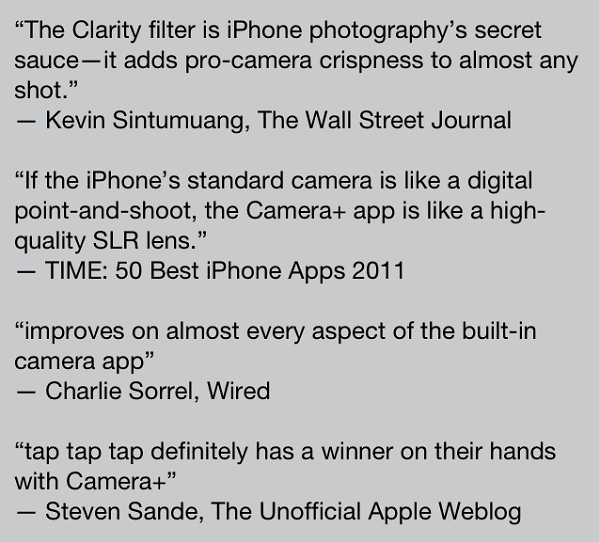 “The Clarity filter is iPhone photography’s secret
sauce—it adds pro-camera crispness to almost any
shot.”
— Kevin Sintumuang, The Wall Street Journal
“If the iPhone’s standard camera is like a digital
point-and-shoot, the Camera+ app is like a high-
quality SLR lens.”
— TIME: 50 Best iPhone Apps 2011
“improves on almost every aspect of the built-in
camera app”
— Charlie Sorrel, Wired
“tap tap tap definitely has a winner on their hands
with Camera+”
— Steven Sande, The Unofficial Apple Weblog